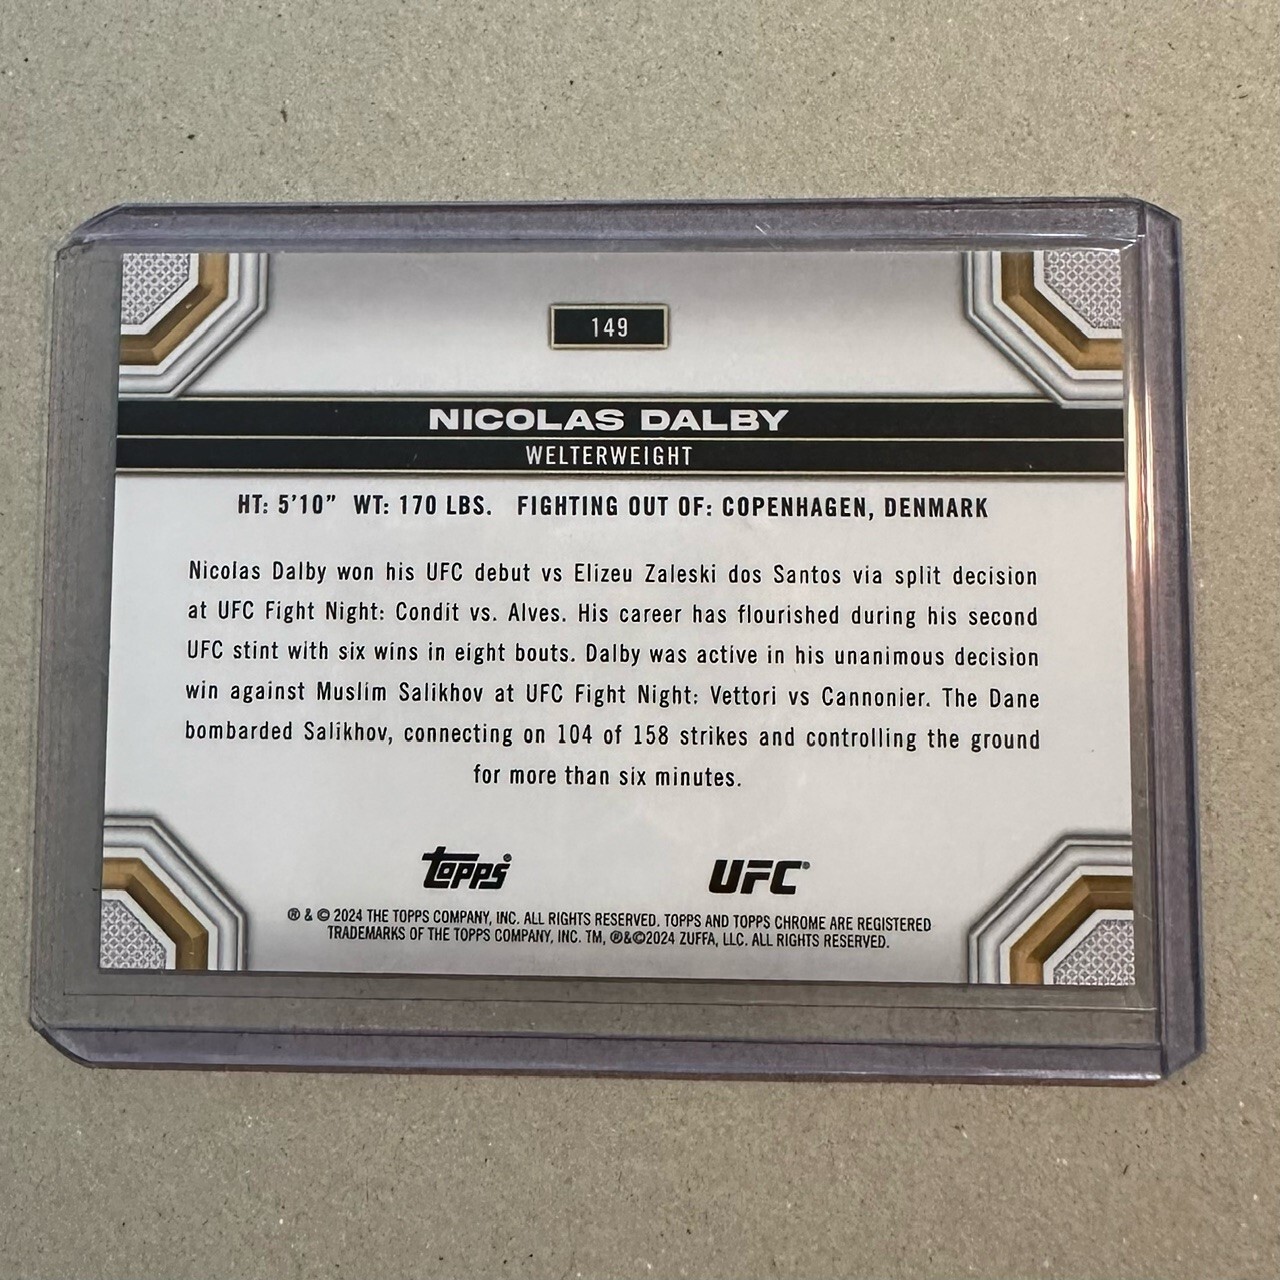 149
NICOLAS DALBY
WELTERWEIGHT
HT: 5'10" WT: 170 LBS. FIGHTING OUT OF: COPENHAGEN, DENMARK
Nicolas Dalby won his UFC debut vs Elizeu Zaleski dos Santos via split decision
at UFC Fight Night: Condit vs. Alves. His career has flourished during his second
UFC stint with six wins in eight bouts. Dalby was active in his unanimous decision
win against Muslim Salikhov at UFC Fight Night: Vettori vs Cannonier. The Dane
bombarded Salikhov, connecting on 104 of 158 strikes and controlling the ground
for more than six minutes.
topps® UFC®
® & © 2024 THE TOPPS COMPANY, INC. ALL RIGHTS RESERVED. TOPPS AND TOPPS CHROME ARE REGISTERED
TRADEMARKS OF THE TOPPS COMPANY, INC. TM, ®&©2024 ZUFFA, LLC. ALL RIGHTS RESERVED.